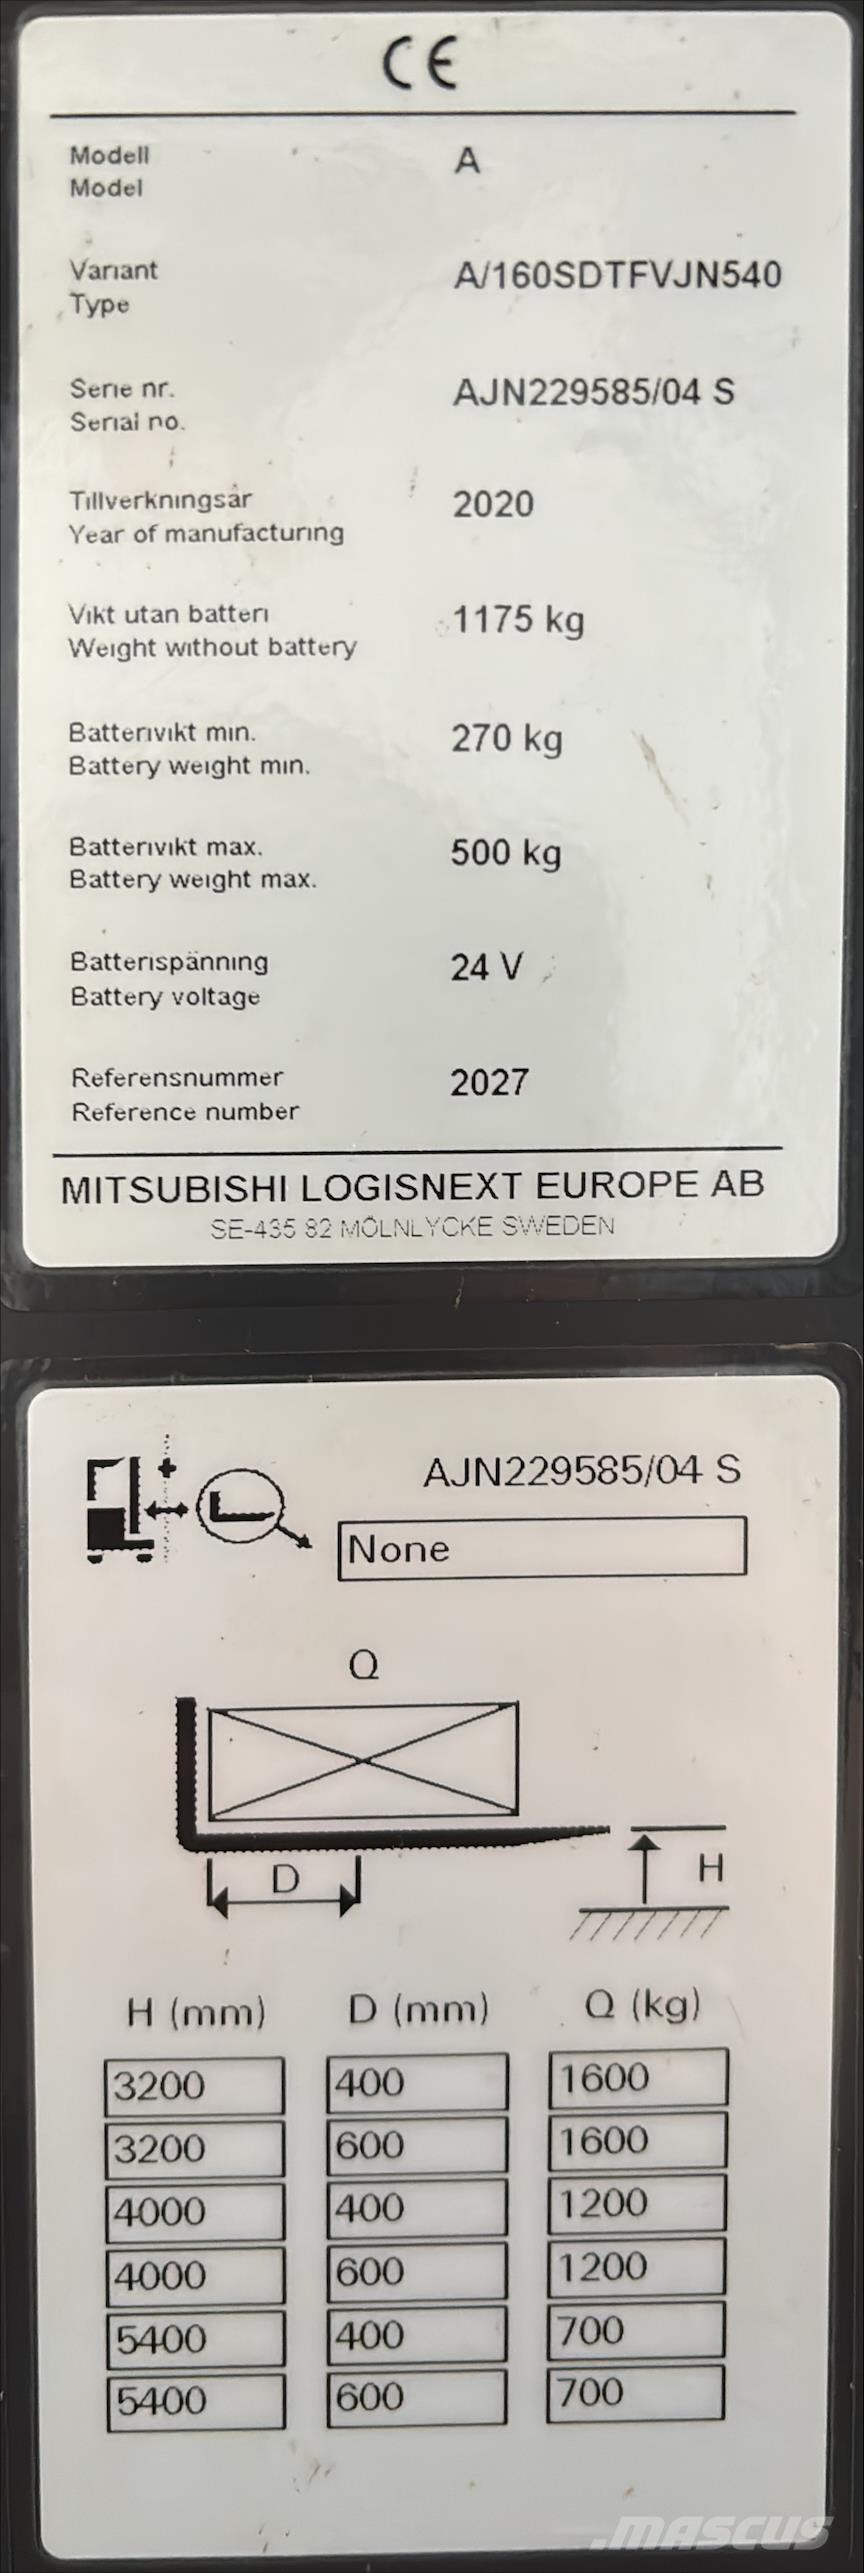 CE
Modell A
Model
Variant A/160SDTFVJN540
Type
Serie nr. AJN229585/04 S
Serial no.
Tillverkningsår 2020
Year of manufacturing
Vikt utan batteri 1175 kg
Weight without battery
Batterivikt min. 270 kg
Battery weight min.
Batterivikt max. 500 kg
Battery weight max.
Batterispänning 24 V
Battery voltage
Referensnummer 2027
Reference number
MITSUBISHI LOGISNEXT EUROPE AB
SE-435 82 MÖLNLYCKE SWEDEN
AJN229585/04 S
None
Q
D
H
H (mm) D (mm) Q (kg)
3200 400 1600
3200 600 1600
4000 400 1200
4000 600 1200
5400 400 700
5400 600 700
.mascus